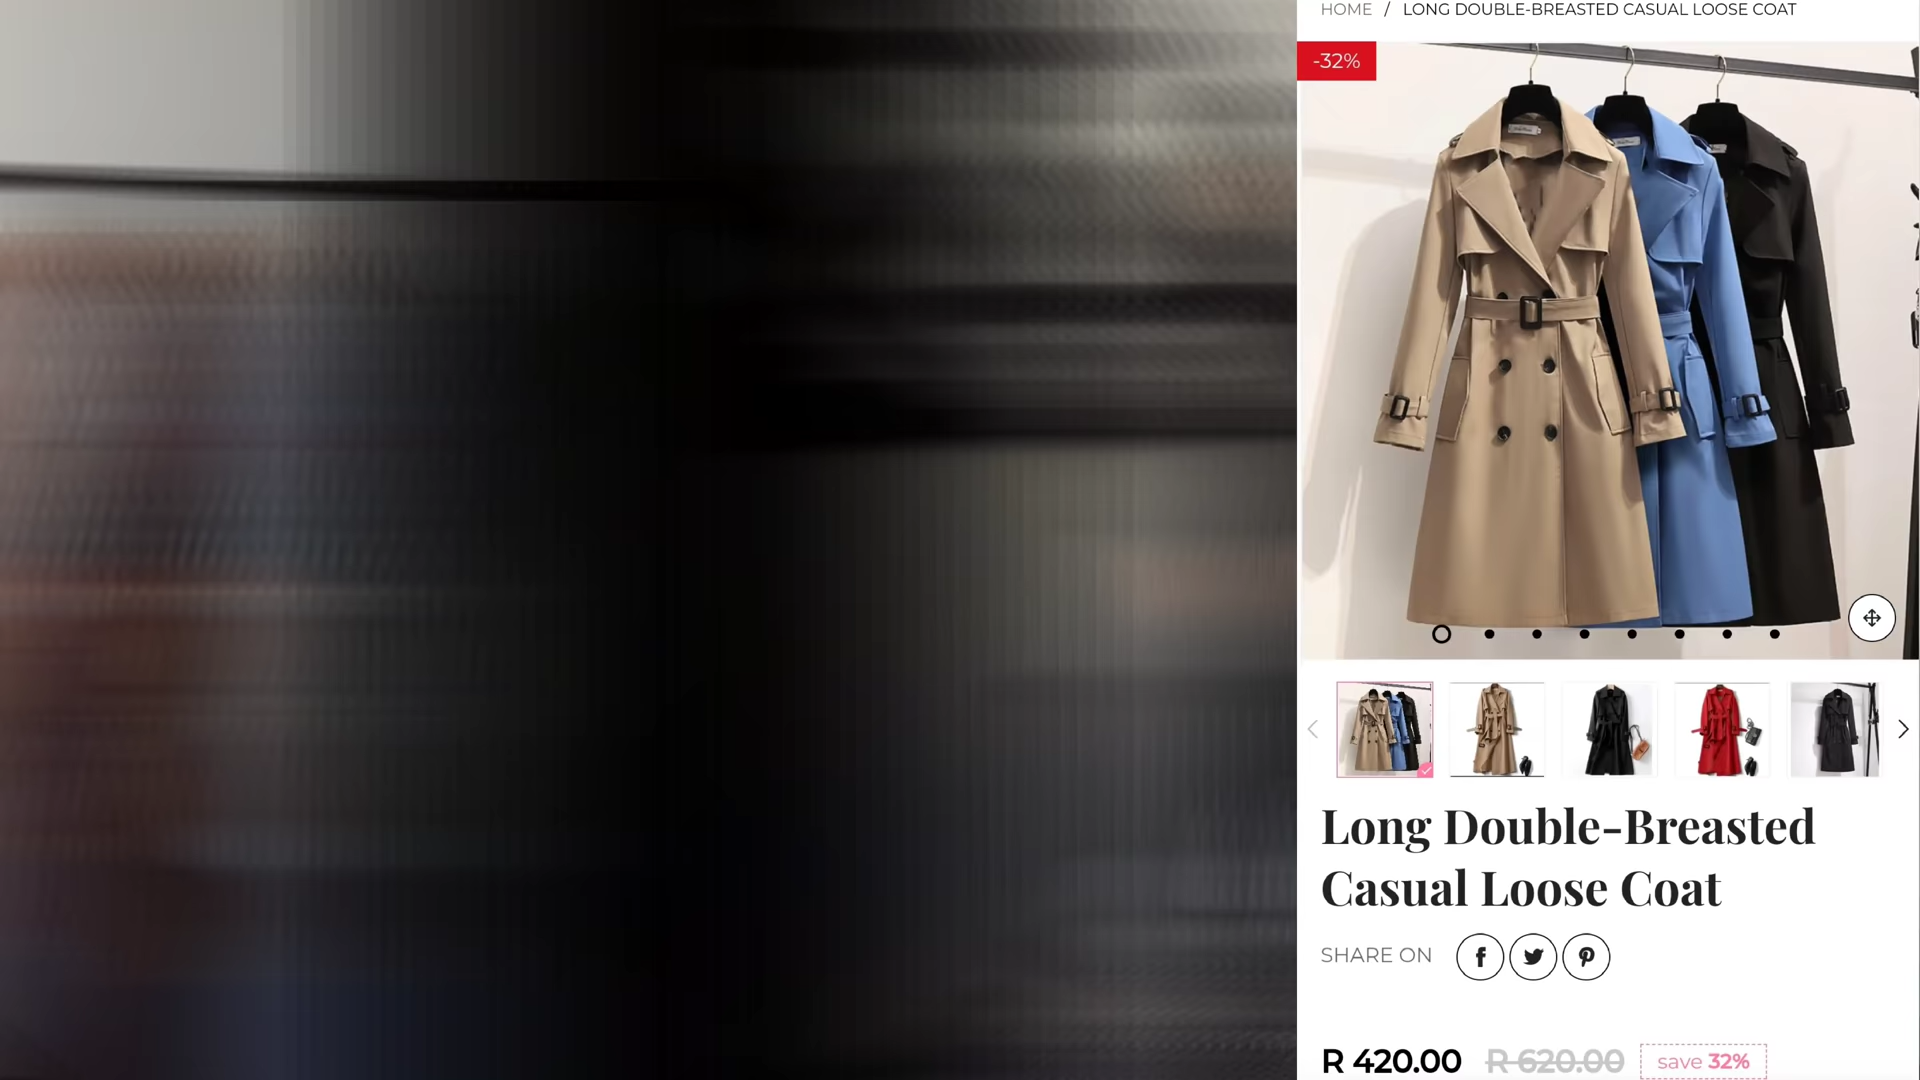 HOME / LONG DOUBLE-BREASTED CASUAL LOOSE COAT
-32%
Long Double-Breasted
Casual Loose Coat
SHARE ON
R 420.00 R 620.00 save 32%